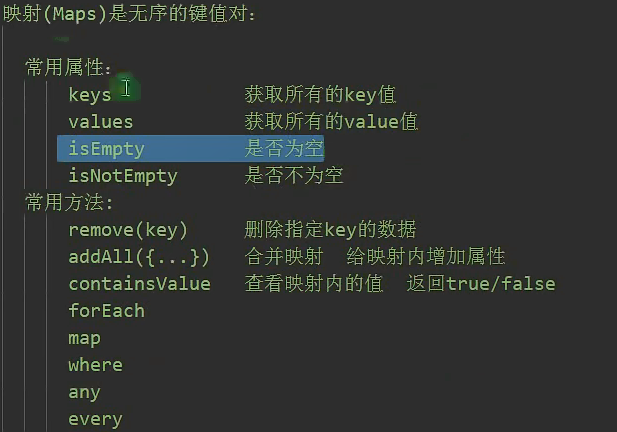 映射(Maps)是无序的键值对：
常用属性：
keys 获取所有的key值
values 获取所有的value值
isEmpty 是否为空
isNotEmpty 是否不为空
常用方法:
remove(key) 删除指定key的数据
addAll({...}) 合并映射 给映射内增加属性
containsValue 查看映射内的值 返回true/false
forEach
map
where
any
every